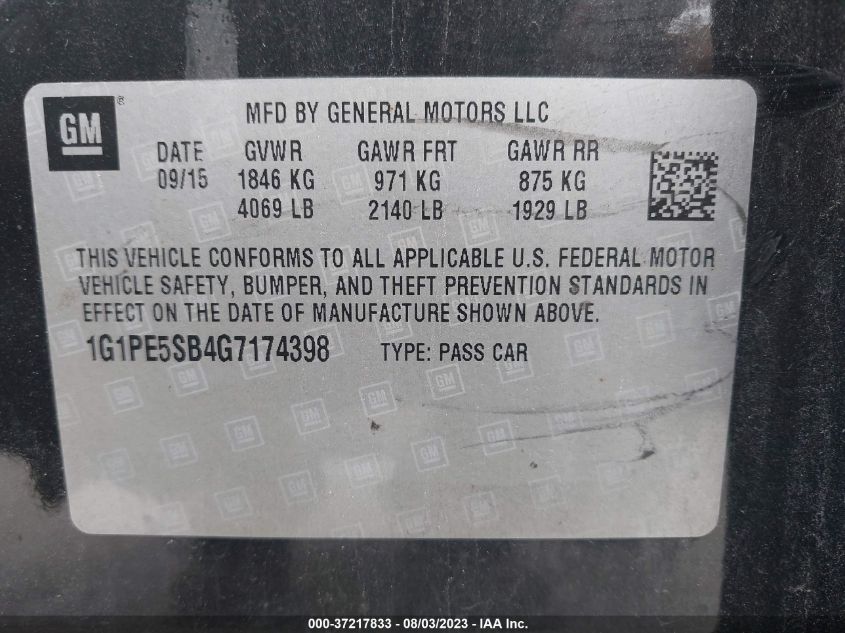 GM ®
MFD BY GENERAL MOTORS LLC
DATE GVWR GAWR FRT GAWR RR
09/15 1846 KG 971 KG 875 KG
4069 LB 2140 LB 1929 LB
THIS VEHICLE CONFORMS TO ALL APPLICABLE U.S. FEDERAL MOTOR
VEHICLE SAFETY, BUMPER, AND THEFT PREVENTION STANDARDS IN
EFFECT ON THE DATE OF MANUFACTURE SHOWN ABOVE.
1G1PE5SB4G7174398 TYPE: PASS CAR
000-37217833 - 08/03/2023 - IAA Inc.